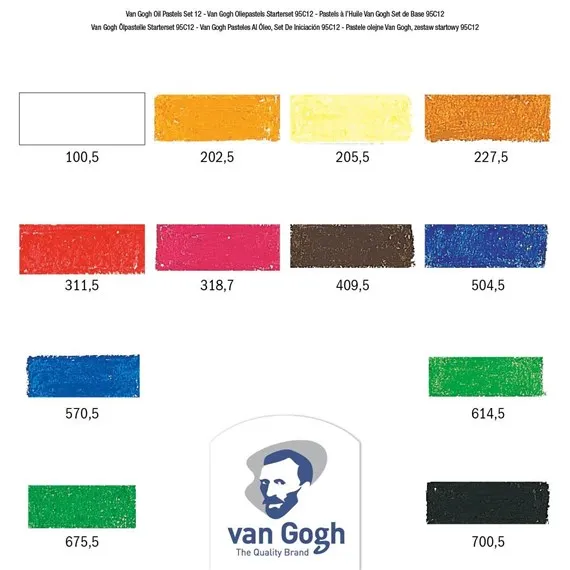 Van Gogh Oil Pastels Set 12 - Van Gogh Oliepastels Starterset 95C12 - Pastels à l'Huile Van Gogh Set de Base 95C12
Van Gogh Ölpastelle Starterset 95C12 - Van Gogh Pasteles Al Óleo, Set De Iniciación 95C12 - Pastele olejne Van Gogh, zestaw startowy 95C12
100,5 202,5 205,5 227,5
311,5 318,7 409,5 504,5
570,5 614,5
van Gogh
The Quality Brand
675,5 700,5